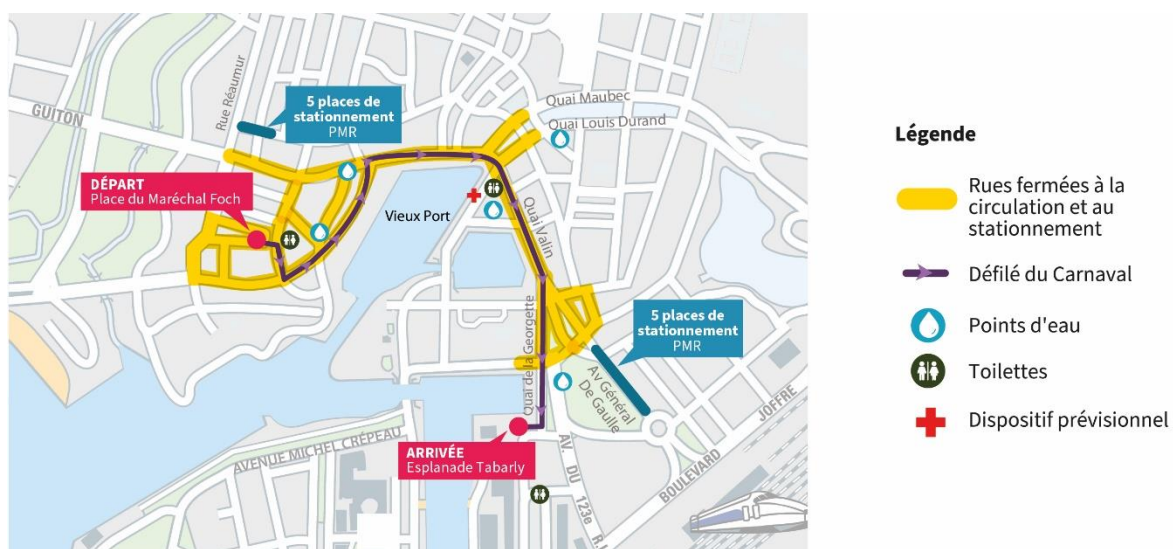 GUITON
Rue Réaumur
5 places de
stationnement
PMR
Quai Maubec
Quai Louis Durand
DÉPART
Place du Maréchal Foch
Vieux Port
Quai Valin
Quai de la Georgette
5 places de
stationnement
PMR
Av Général
De Gaulle
JOFFRE
BOULEVARD
AVENUE MICHEL CRÉPEAU
ARRIVÉE
Esplanade Tabarly
AV. DU 123e R.
Légende
Rues fermées à la
circulation et au
stationnement
Défilé du Carnaval
Points d'eau
Toilettes
Dispositif prévisionnel